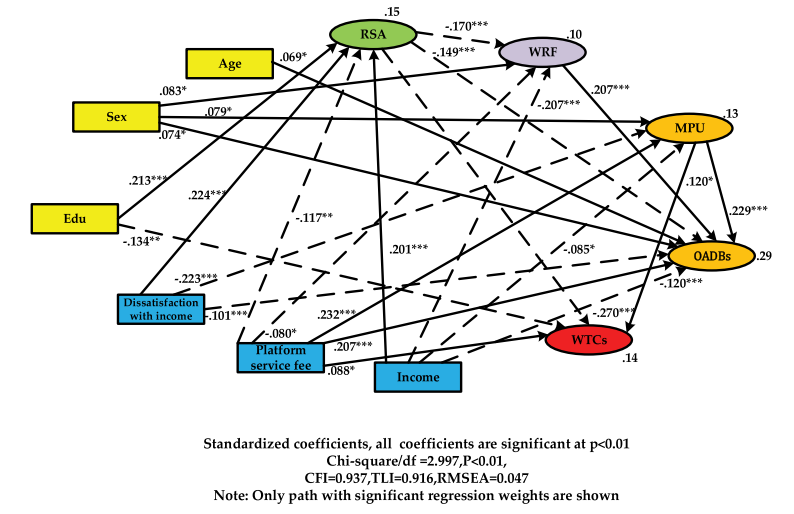 .15
RSA
-.170***
.10
WRF
-.149***
Age
.069*
.083*
.207***
-.207***
Sex
.079*
.074*
.13
MPU
.213***
.224***
.120*
Edu
-.117**
.229***
-.134**
.201***
-.085*
OADBs
.29
-.223***
-.120***
Dissatisfaction
with income
-.101***
.232***
-.270***
-.080*
.207***
WTCs
Platform
service fee
.088*
.14
Income
Standardized coefficients, all coefficients are significant at p<0.01
Chi-square/df =2.997,P<0.01,
CFI=0.937,TLI=0.916,RMSEA=0.047
Note: Only path with significant regression weights are shown